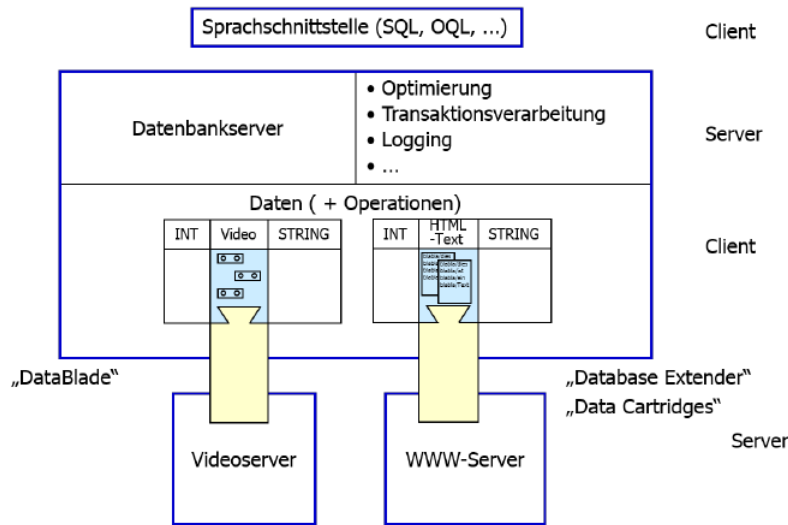 Sprachschnittstelle (SQL, OQL, ...)
Client
Datenbankserver
• Optimierung
• Transaktionsverarbeitung
• Logging
• ...
Server
Daten ( + Operationen)
INT
Video
STRING
INT
HTML
-Text
STRING
Client
„DataBlade“
„Database Extender“
„Data Cartridges“
Server
Videoserver
WWW-Server